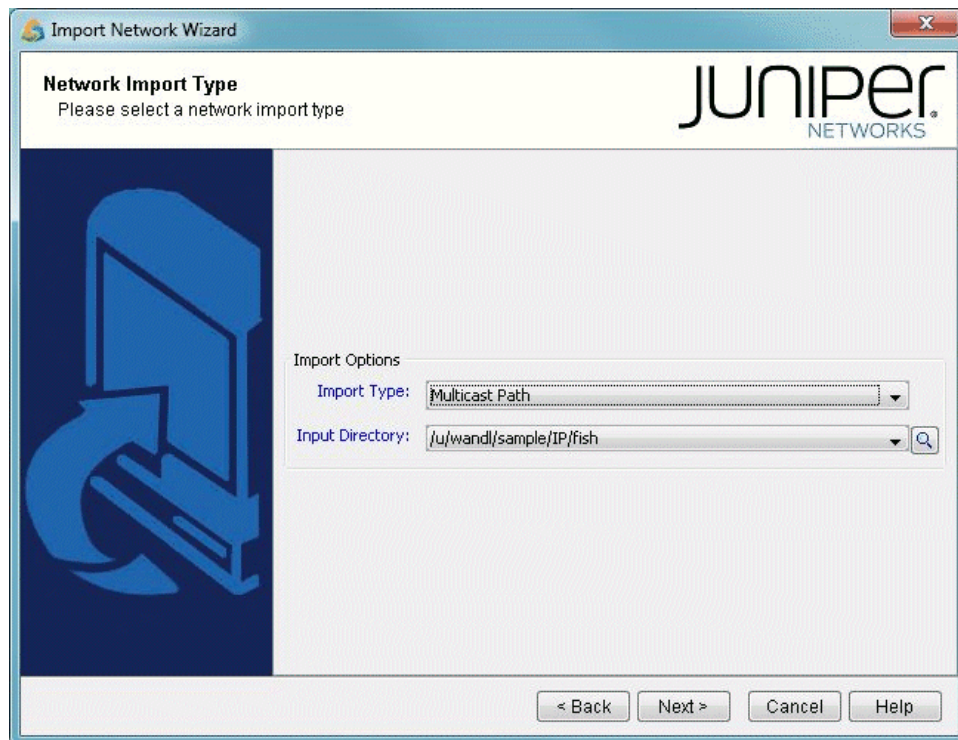 Import Network Wizard
Network Import Type
Please select a network import type
JUNIPER
NETWORKS
Import Options
Import Type: Multicast Path
Input Directory: /u/wandl/sample/IP/fish
< Back Next > Cancel Help